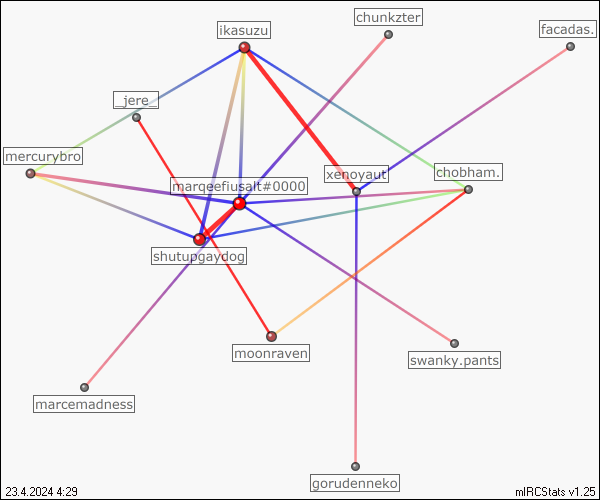 chunkzter
ikasuzu
facadas.
_jere_
mercurybro
xenoyaut
chobham.
marqeefiusalt#0000
shutupgaydog
moonraven
swanky.pants
marcemadness
gorudenneko
23.4.2024 4:29
mIRCStats v1.25